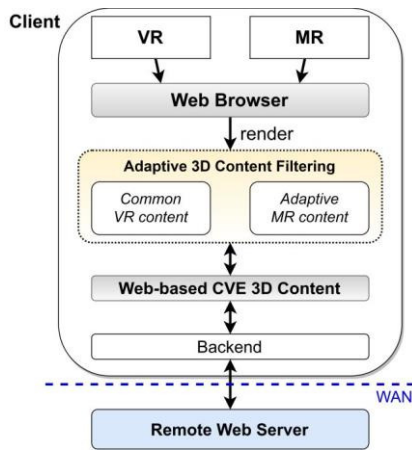 Client
VR
MR
Web Browser
render
Adaptive 3D Content Filtering
Common
VR content
Adaptive
MR content
Web-based CVE 3D Content
Backend
WAN
Remote Web Server